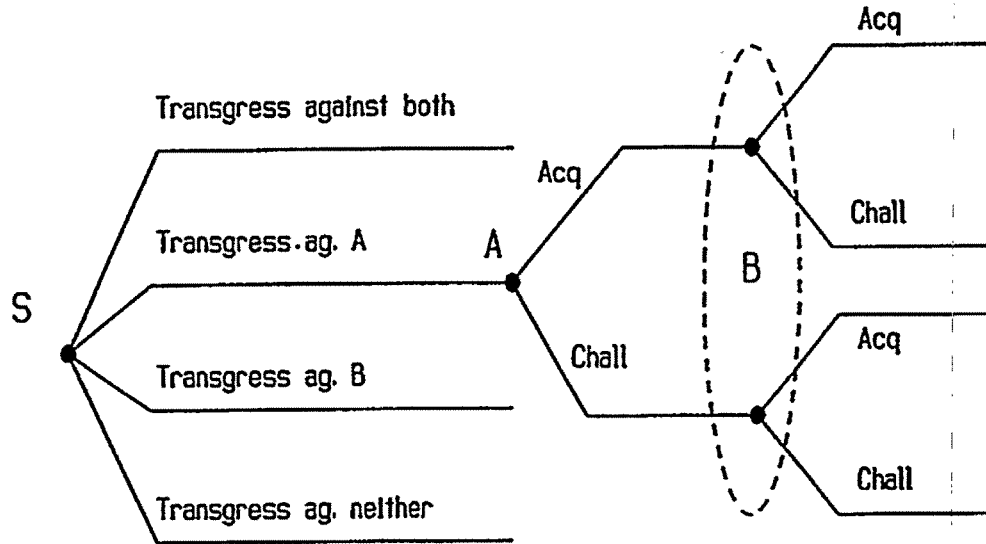 Acq
Transgress against both
Acq
Chall
Transgress. ag. A
A
B
S
Acq
Chall
Transgress ag. B
Chall
Transgress ag. neither